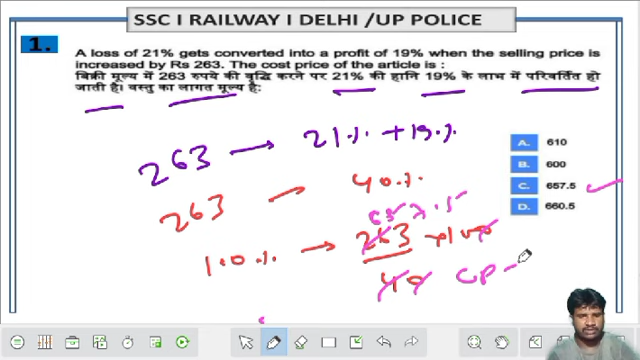 SSC I RAILWAY I DELHI /UP POLICE
1.
A loss of 21% gets converted into a profit of 19% when the selling price is
increased by Rs 263. The cost price of the article is :
बिक्री मूल्य में 263 रुपये की वृद्धि करने पर 21% की हानि 19% के लाभ में परिवर्तित हो
जाती है। वस्तु का लागत मूल्य है:
A. 610
B. 600
C. 657.5
D. 660.5
263 → 21% + 19%
263 → 40%
657.5
100% → 263
40
CP